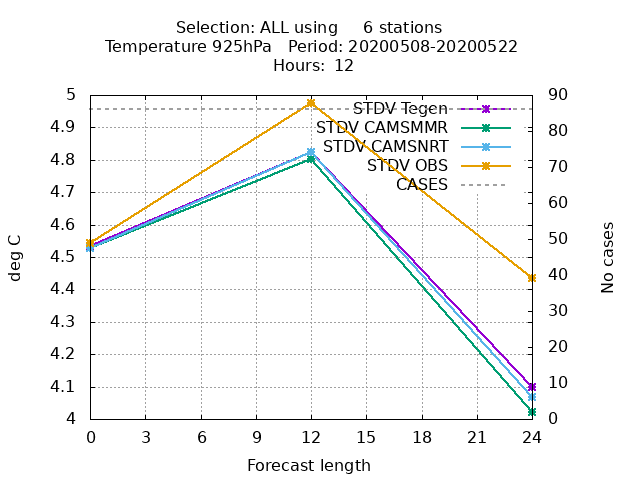 Selection: ALL using     6 stations
Temperature 925hPa   Period: 20200508-20200522
Hours:  12
STDV Tegen
STDV CAMSMMR
STDV CAMSNRT
STDV OBS
CASES
deg C
5
4.9
4.8
4.7
4.6
4.5
4.4
4.3
4.2
4.1
4
No cases
90
80
70
60
50
40
30
20
10
0
0 3 6 9 12 15 18 21 24
Forecast length